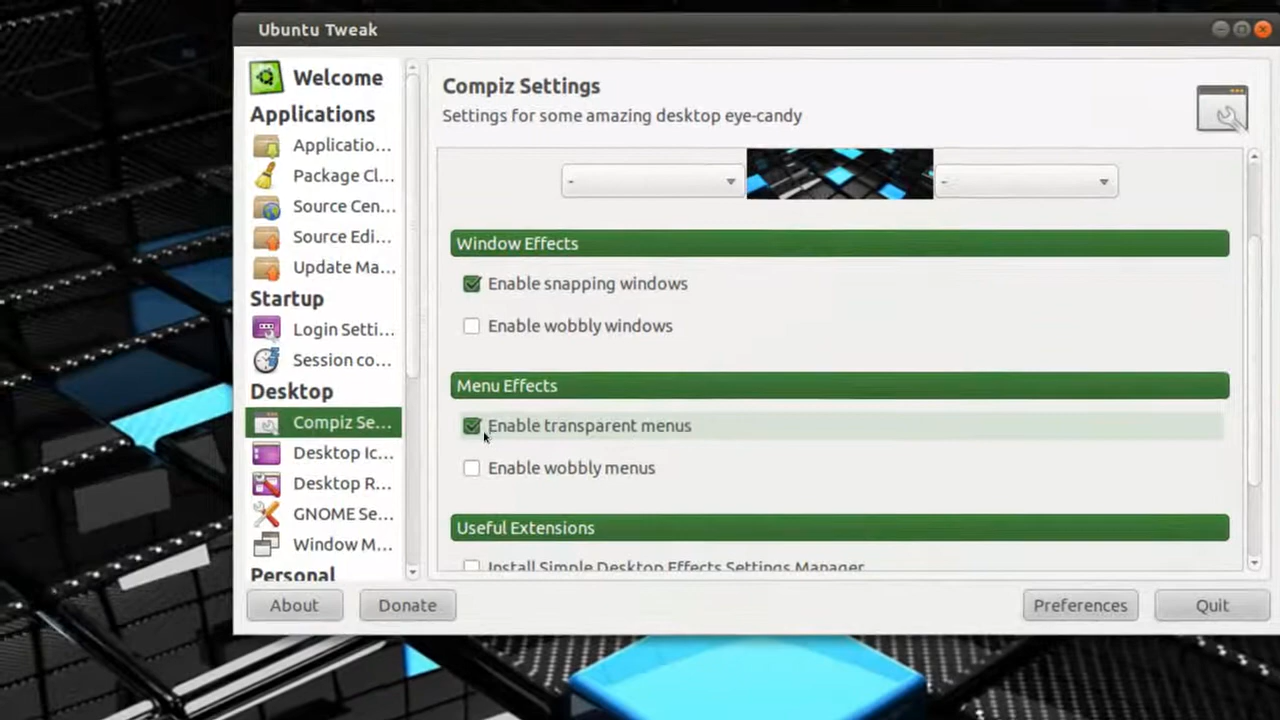 Ubuntu Tweak
Welcome
Applications
Applicatio...
Package Cl...
Source Cen...
Source Edi...
Update Ma...
Startup
Login Setti...
Session co...
Desktop
Compiz Se...
Desktop Ic...
Desktop R...
GNOME Se...
Window M...
Personal
Compiz Settings
Settings for some amazing desktop eye-candy
-
-
Window Effects
Enable snapping windows
Enable wobbly windows
Menu Effects
Enable transparent menus
Enable wobbly menus
Useful Extensions
Install Simple Desktop Effects Settings Manager
About
Donate
Preferences
Quit